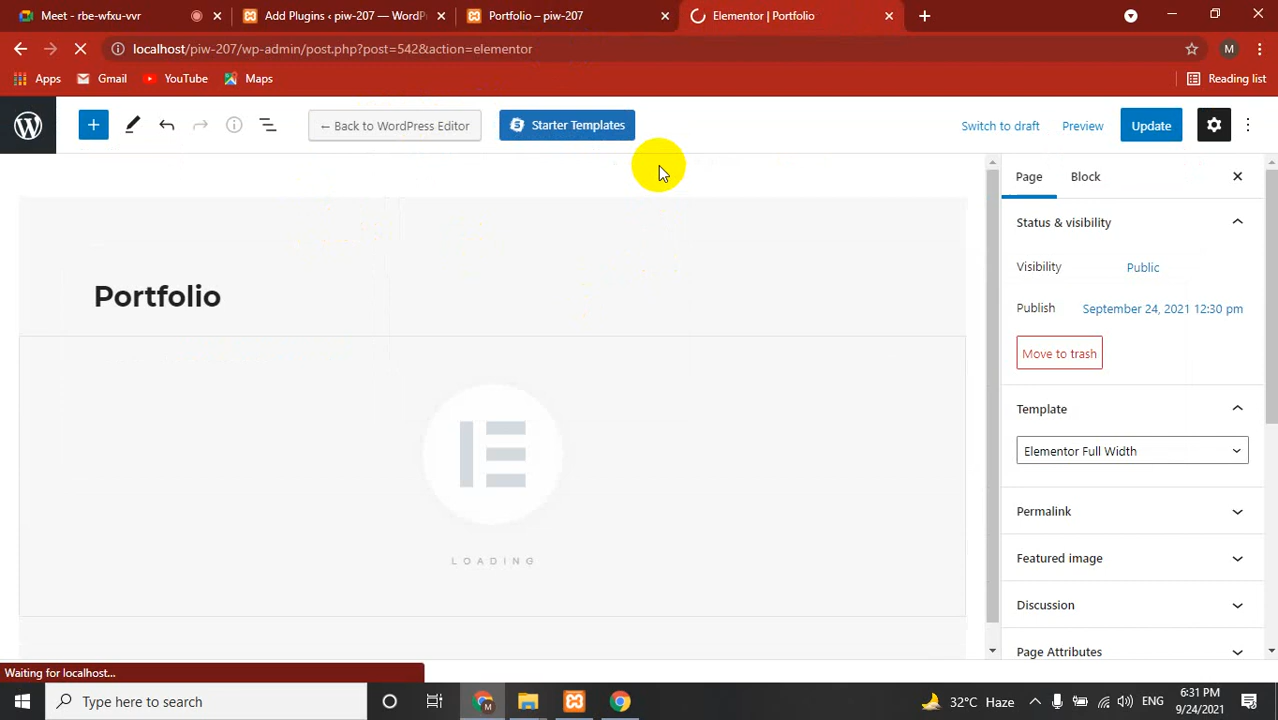 Meet - rbe-wfxu-vvr
Add Plugins ‹ piw-207 — WordPr
Portfolio – piw-207
Elementor | Portfolio
localhost/piw-207/wp-admin/post.php?post=542&action=elementor
M
Apps
Gmail
YouTube
Maps
Reading list
← Back to WordPress Editor
Starter Templates
Switch to draft
Preview
Update
Page
Block
Status & visibility
Visibility
Public
Publish
September 24, 2021 12:30 pm
Move to trash
Template
Elementor Full Width
Permalink
Featured image
Discussion
Page Attributes
Portfolio
LOADING
Waiting for localhost...
Type here to search
M
32°C Haze
ENG
6:31 PM
9/24/2021